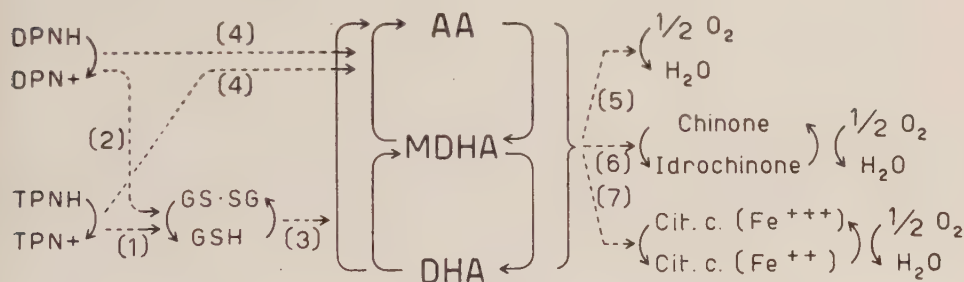 DPNH
DPN+
(4)
(4)
(2)
TPNH
TPN+
(1)
GS·SG
GSH
(3)
AA
MDHA
DHA
(5)
(6)
(7)
1/2 O₂
H₂O
Chinone
Idrochinone
1/2 O₂
H₂O
Cit. c. (Fe⁺⁺⁺)
Cit. c. (Fe⁺⁺)
1/2 O₂
H₂O